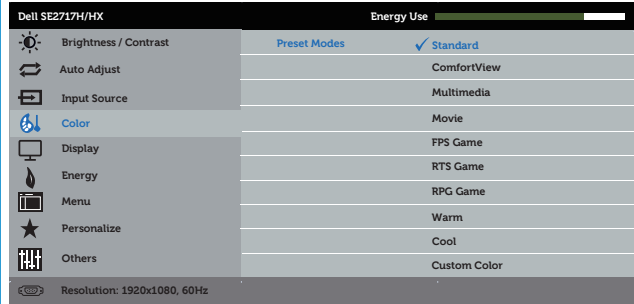 Dell SE2717H/HX Energy Use
Brightness / Contrast Preset Modes Standard
Auto Adjust ComfortView
Input Source Multimedia
Color Movie
Display FPS Game
Energy RTS Game
Menu RPG Game
Personalize Warm
Others Cool
Custom Color
Resolution: 1920x1080, 60Hz